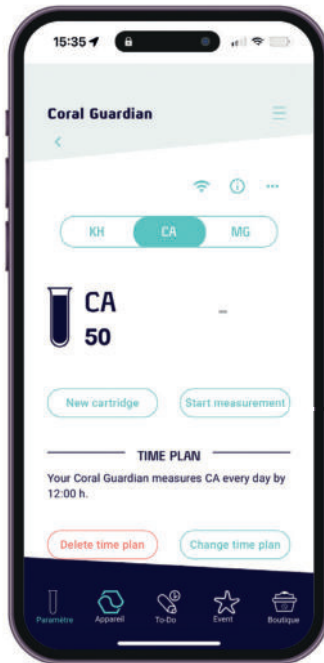 15:35
Coral Guardian
KH CA MG
CA
50
-
New cartridge Start measurement
TIME PLAN
Your Coral Guardian measures CA every day by
12:00 h.
Delete time plan Change time plan
Paramètre Appareil To-Do Event Boutique